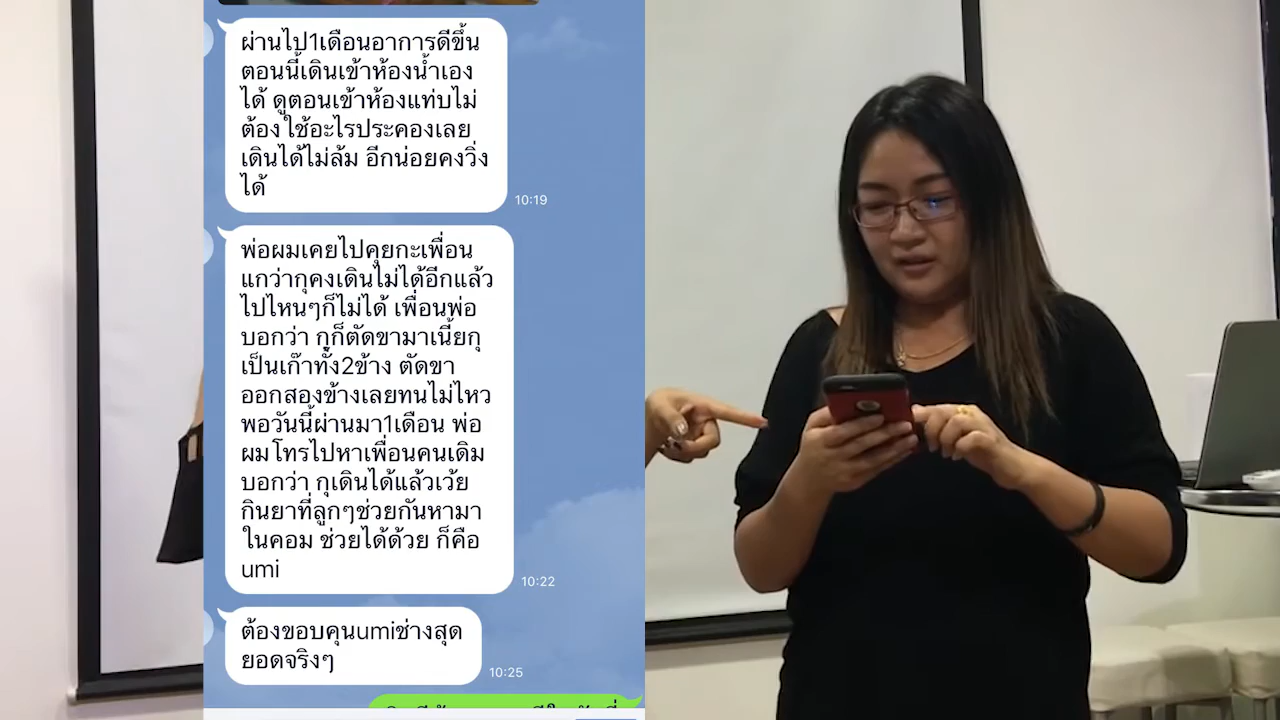 ผ่านไป1เดือนอาการดีขึ้น
ตอนนี้เดินเข้าห้องน้ำเอง
ได้ ดูตอนเข้าห้องแท่บไม่
ต้องใช้อะไรประคองเลย
เดินได้ไม่ล้ม อีกน่อยคงวิ่ง
ได้
10:19
พ่อผมเคยไปคุยกะเพื่อน
แกว่ากุคงเดินไม่ได้อีกแล้ว
ไปไหนๆก็ไม่ได้ เพื่อนพ่อ
บอกว่า กูก็ตัดขามาเนี้ยกุ
เป็นเก๊าทั้ง2ข้าง ตัดขา
ออกสองข้างเลยทนไม่ไหว
พอวันนี้ผ่านมา1เดือน พ่อ
ผมโทรไปหาเพื่อนคนเดิม
บอกว่า กุเดินได้แล้วเว้ย
กินยาที่ลูกๆช่วยกันหามา
ในคอม ช่วยได้ด้วย ก็คือ
umi
10:22
ต้องขอบคุนumiช่างสุด
ยอดจริงๆ
10:25